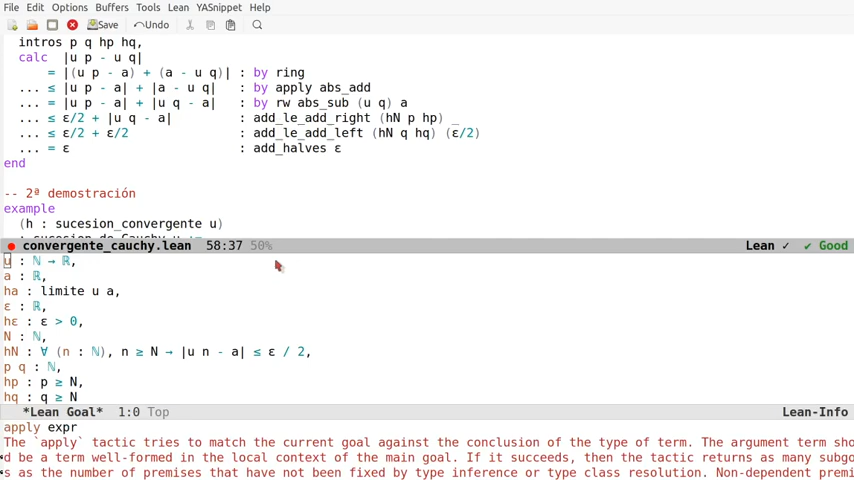 File Edit Options Buffers Tools Lean YASnippet Help
Save Undo
intros p q hp hq,
calc |u p - u q|
= |(u p - a) + (a - u q)| : by ring
... ≤ |u p - a| + |a - u q| : by apply abs_add
... = |u p - a| + |u q - a| : by rw abs_sub (u q) a
... ≤ ε/2 + |u q - a| : add_le_add_right (hN p hp) _
... ≤ ε/2 + ε/2 : add_le_add_left (hN q hq) (ε/2)
... = ε : add_halves ε
end
-- 2ª demostración
example
(h : sucesion_convergente u)
: sucesion_de_Cauchy u :=
convergente_cauchy.lean 58:37 50% Lean ✓ ✔ Good
u : ℕ → ℝ,
a : ℝ,
ha : limite u a,
ε : ℝ,
hε : ε > 0,
N : ℕ,
hN : ∀ (n : ℕ), n ≥ N → |u n - a| ≤ ε / 2,
p q : ℕ,
hp : p ≥ N,
hq : q ≥ N
*Lean Goal* 1:0 Top Lean-Info
apply expr
The `apply` tactic tries to match the current goal against the conclusion of the type of term. The argument term sho
d be a term well-formed in the local context of the main goal. If it succeeds, then the tactic returns as many subgo
s as the number of premises that have not been fixed by type inference or type class resolution. Non-dependent premi